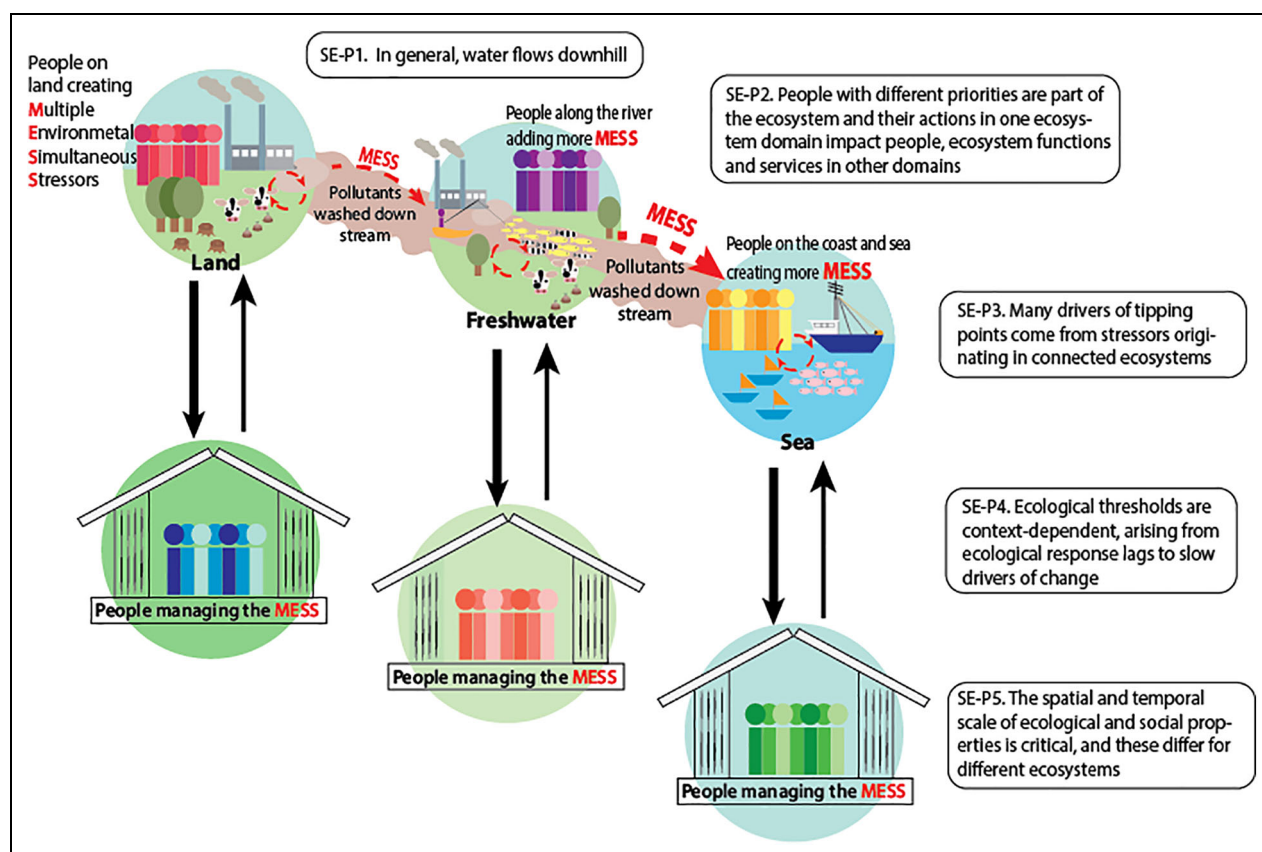 SE-P1. In general, water flows downhill
People on
land creating
Multiple
Environmetal
Simultaneous
Stressors
MESS
Pollutants
washed down
stream
Land
People along the river
adding more MESS
SE-P2. People with different priorities are part of
the ecosystem and their actions in one ecosys-
tem domain impact people, ecosystem functions
and services in other domains
MESS
Pollutants
washed down
stream
Freshwater
People on the coast and sea
creating more MESS
Sea
SE-P3. Many drivers of tipping
points come from stressors origi-
nating in connected ecosystems
SE-P4. Ecological thresholds are
context-dependent, arising from
ecological response lags to slow
drivers of change
People managing the MESS
People managing the MESS
People managing the MESS
SE-P5. The spatial and temporal
scale of ecological and social prop-
erties is critical, and these differ for
different ecosystems